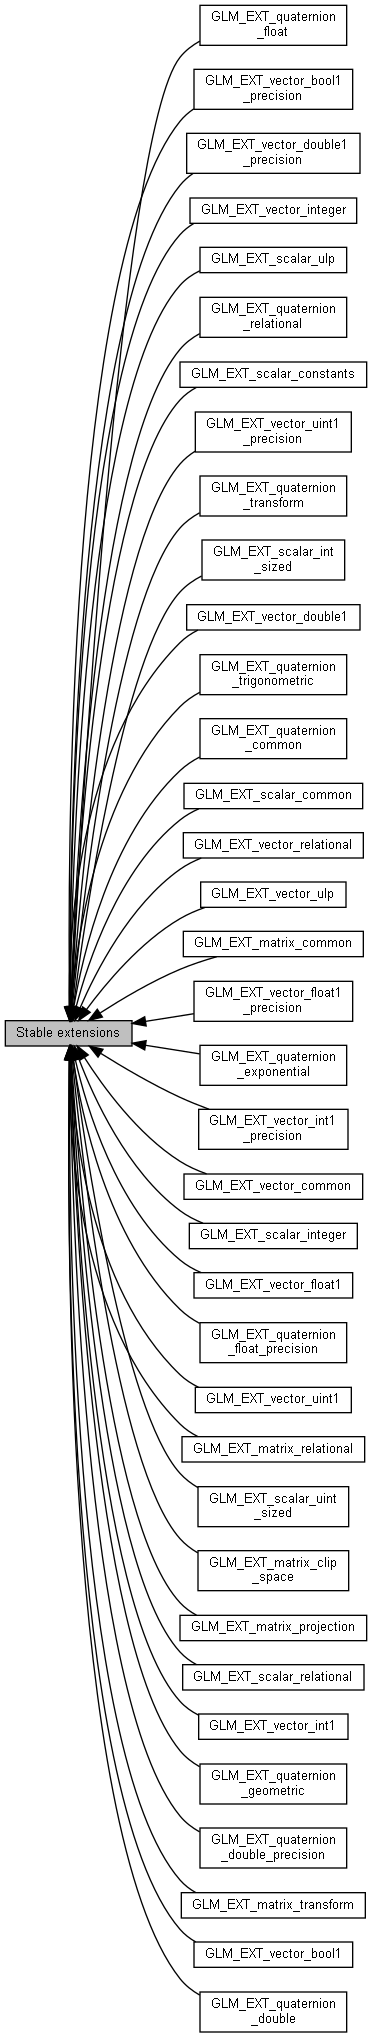 GLM_EXT_quaternion
_float
GLM_EXT_vector_bool1
_precision
GLM_EXT_vector_double1
_precision
GLM_EXT_vector_integer
GLM_EXT_scalar_ulp
GLM_EXT_quaternion
_relational
GLM_EXT_scalar_constants
GLM_EXT_vector_uint1
_precision
GLM_EXT_quaternion
_transform
GLM_EXT_scalar_int
_sized
GLM_EXT_vector_double1
GLM_EXT_quaternion
_trigonometric
GLM_EXT_quaternion
_common
GLM_EXT_scalar_common
GLM_EXT_vector_relational
GLM_EXT_vector_ulp
GLM_EXT_matrix_common
GLM_EXT_vector_float1
_precision
Stable extensions
GLM_EXT_quaternion
_exponential
GLM_EXT_vector_int1
_precision
GLM_EXT_vector_common
GLM_EXT_scalar_integer
GLM_EXT_vector_float1
GLM_EXT_quaternion
_float_precision
GLM_EXT_vector_uint1
GLM_EXT_matrix_relational
GLM_EXT_scalar_uint
_sized
GLM_EXT_matrix_clip
_space
GLM_EXT_matrix_projection
GLM_EXT_scalar_relational
GLM_EXT_vector_int1
GLM_EXT_quaternion
_geometric
GLM_EXT_quaternion
_double_precision
GLM_EXT_matrix_transform
GLM_EXT_vector_bool1
GLM_EXT_quaternion
_double